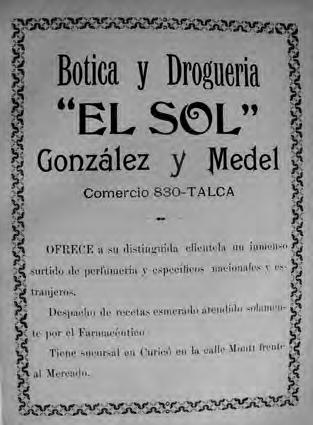 Botica y Drogueria
"EL SOL"
González y Medel
Comercio 830-TALCA
OFRECE a su distinguida clientela un inmenso
surtido de perfumería y específicos nacionales y es-
tranjeros.
Despacho de recetas esmerado atendido solamen-
te por el Farmacéutico
Tiene sucursal en Curicó en la calle Montt frente
al Mercado.